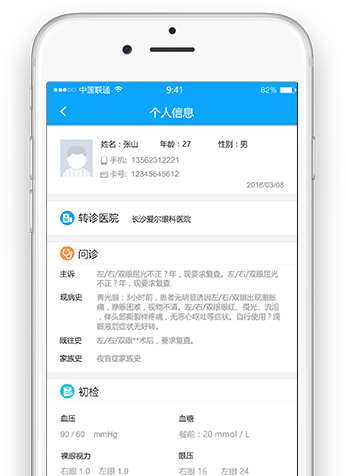 中国联通 9:41 82%
个人信息
姓名：张山 年龄：27 性别：男
手机: 13562312221
卡号: 12345645612
2016/03/08
转诊医院 长沙爱尔眼科医院
问诊
主诉 左/右/双眼屈光不正？年，现要求复查。左/右/双眼屈光
不正？年，现要求复查。
现病史 青光眼：3小时前，患者无明显诱因左/右/双眼出现眼胀
痛，睁眼困难，视物不清。左/右/双眼眼红、畏光、流泪
，伴头部撕裂样疼痛，无恶心呕吐等症状。自行使用？滴
眼液后症状无好转。
既往史 左/右/双眼**术后，要求复查。
家族史 夜盲症家族史
初检
血压 血糖
90 / 60 mmHg 餐前：20 mmol / L
裸眼视力 眼压
右眼 1.0 左眼 1.0 右眼 16 左眼 24